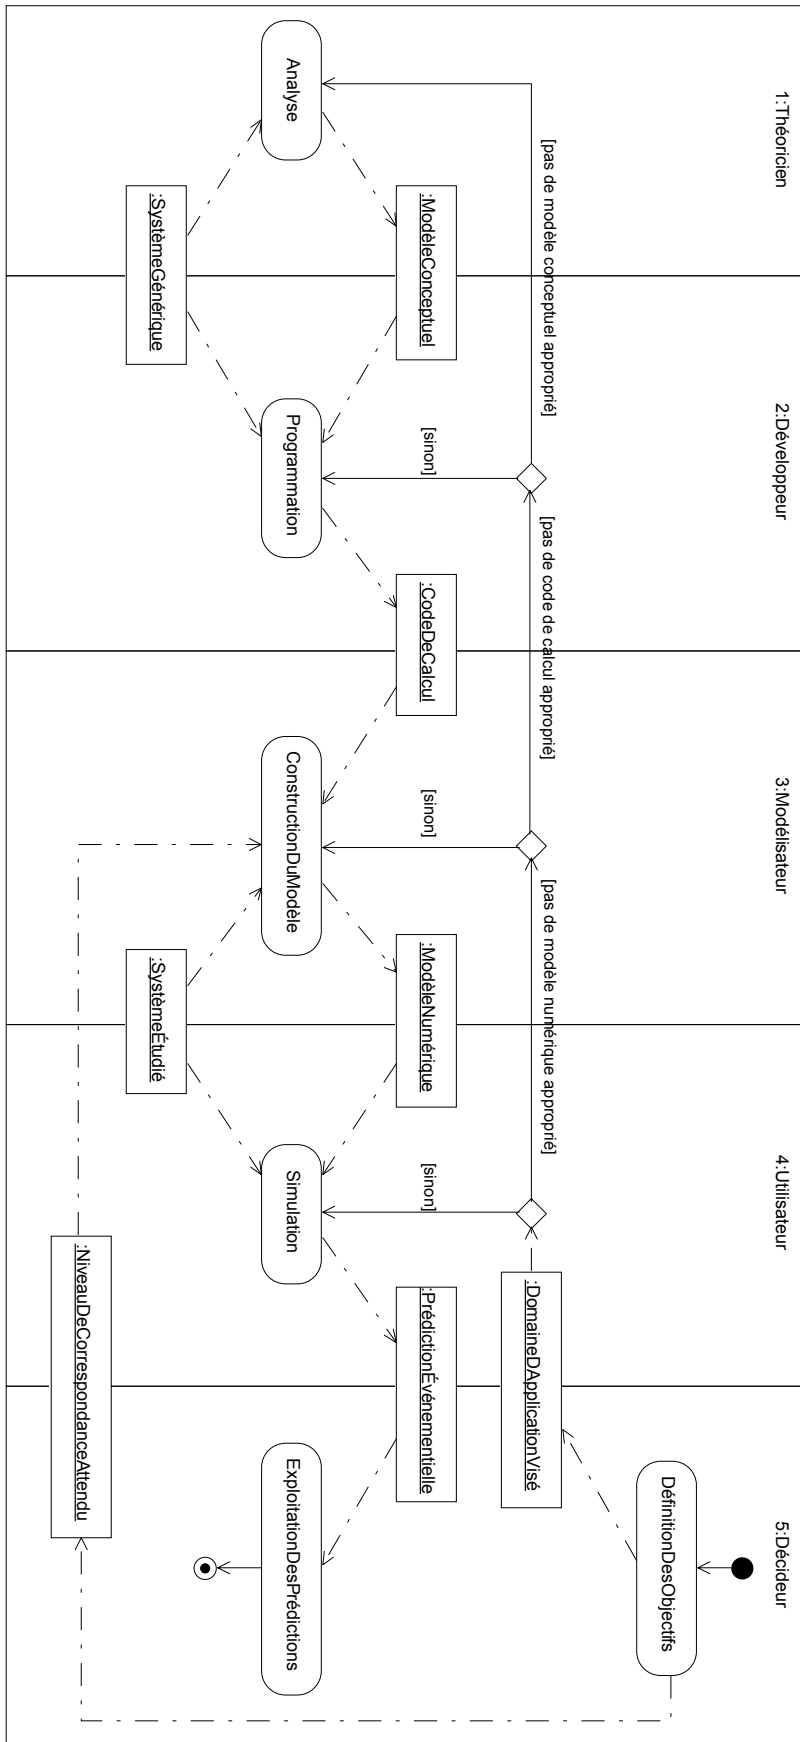 1:Théoricien
2:Développeur
3:Modélisateur
4:Utilisateur
5:Décideur
DéfinitionDesObjectifs
[pas de modèle conceptuel approprié]
[pas de code de calcul approprié]
[pas de modèle numérique approprié]
:DomaineDApplicationVisé
[sinon]
[sinon]
[sinon]
:ModèleConceptuel
:CodeDeCalcul
:ModèleNumérique
:PrédictionÉvénementielle
Analyse
Programmation
ConstructionDuModèle
Simulation
ExploitationDesPrédictions
:SystèmeGénérique
:SystèmeÉtudié
:NiveauDeCorrespondanceAttendu